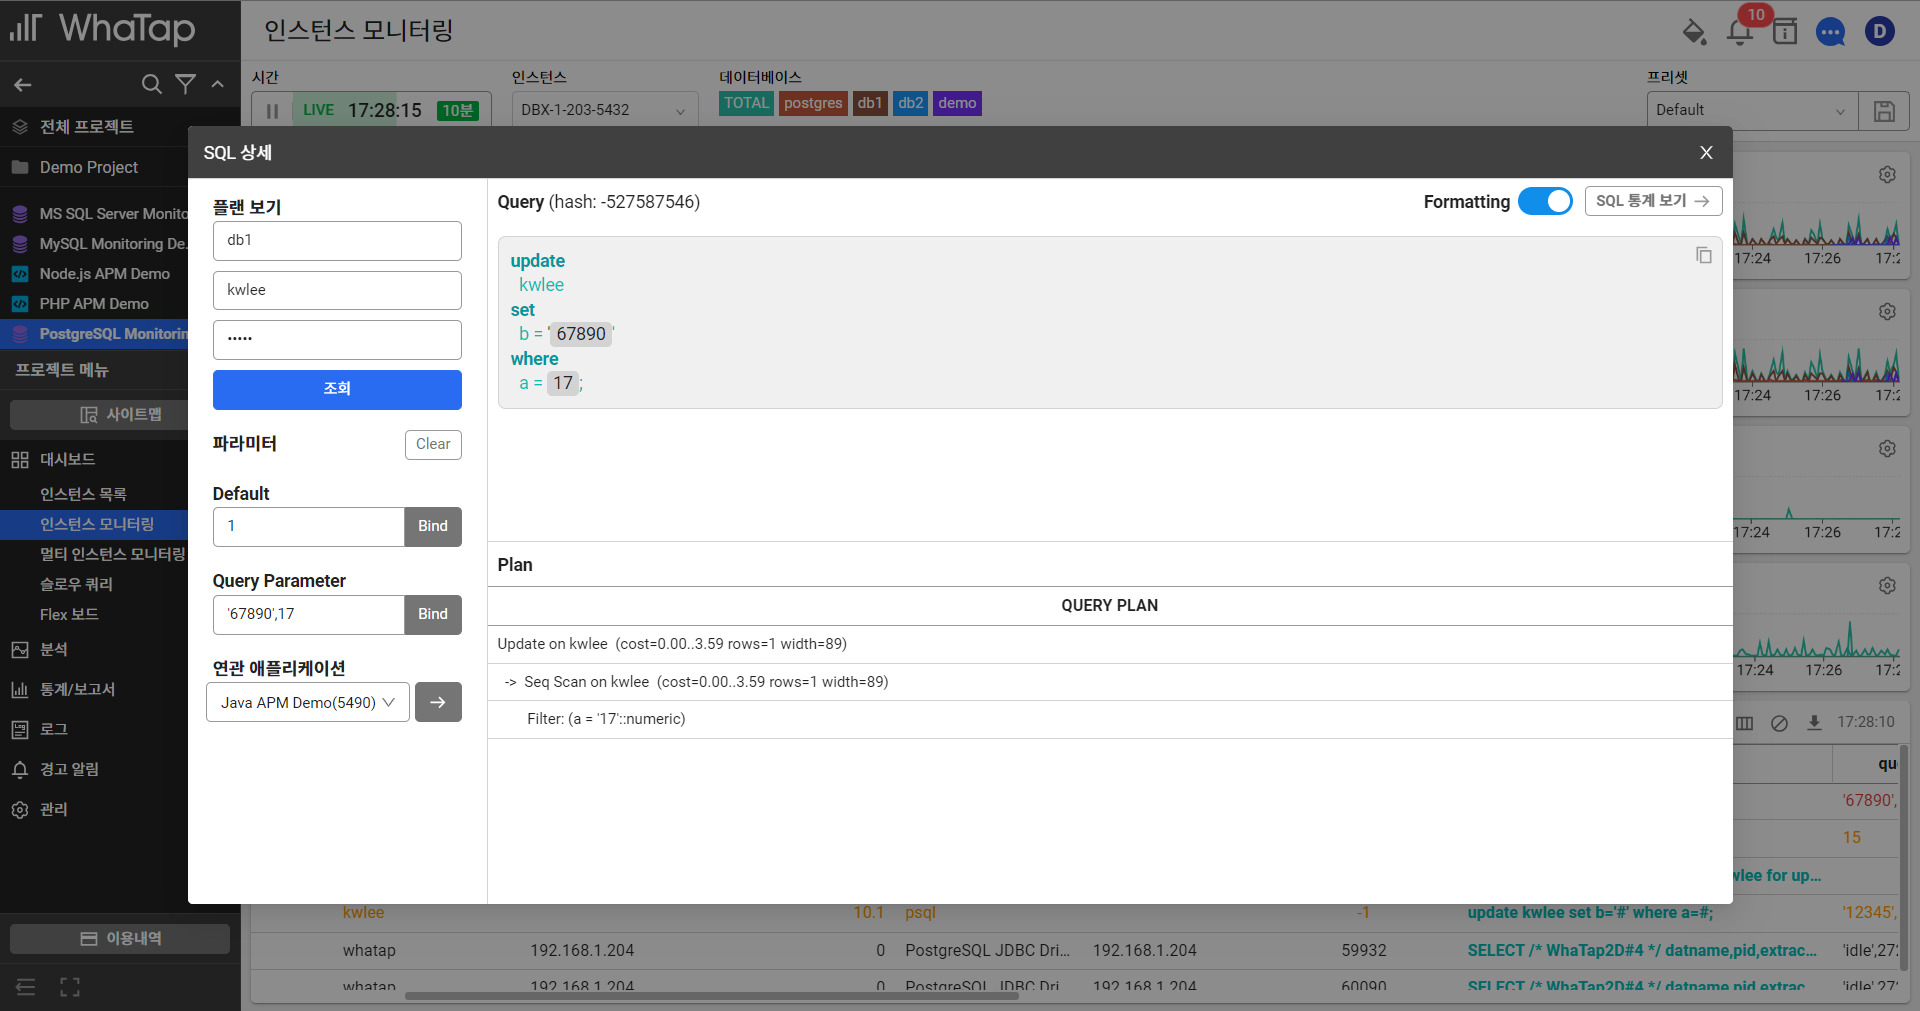 WhaTap
인스턴스 모니터링
10
D
시간
인스턴스
데이터베이스
프리셋
LIVE 17:28:15 10분
DBX-1-203-5432
TOTAL postgres db1 db2 demo
Default
전체 프로젝트
Demo Project
MS SQL Server Monito
MySQL Monitoring De...
Node.js APM Demo
PHP APM Demo
PostgreSQL Monitorin
프로젝트 메뉴
사이트맵
대시보드
인스턴스 목록
인스턴스 모니터링
멀티 인스턴스 모니터링
슬로우 쿼리
Flex 보드
분석
통계/보고서
로그
경고 알림
관리
이용내역
SQL 상세
X
플랜 보기
db1
kwlee
•••••
조회
파라미터
Clear
Default
1
Bind
Query Parameter
'67890',17
Bind
연관 애플리케이션
Java APM Demo(5490)
Query (hash: -527587546)
Formatting
SQL 통계 보기
update
kwlee
set
b = '67890'
where
a = 17;
Plan
QUERY PLAN
Update on kwlee (cost=0.00..3.59 rows=1 width=89)
-> Seq Scan on kwlee (cost=0.00..3.59 rows=1 width=89)
Filter: (a = '17'::numeric)
17:24 17:26 17:2
17:24 17:26 17:2
17:24 17:26 17:2
17:24 17:26 17:2
17:28:10
qu
'67890',
15
wlee for up...
kwlee 10.1 psql -1 update kwlee set b='#' where a=#; '12345',
whatap 192.168.1.204 0 PostgreSQL JDBC Dri... 192.168.1.204 59932 SELECT /* WhaTap2D#4 */ datname,pid,extrac... 'idle',27
whatap 192.168.1.204 0 PostgreSQL JDBC Dri 192.168.1.204 60090 SELECT /* WhaTap2D#4 */ datname,pid,extrac 'idle',27